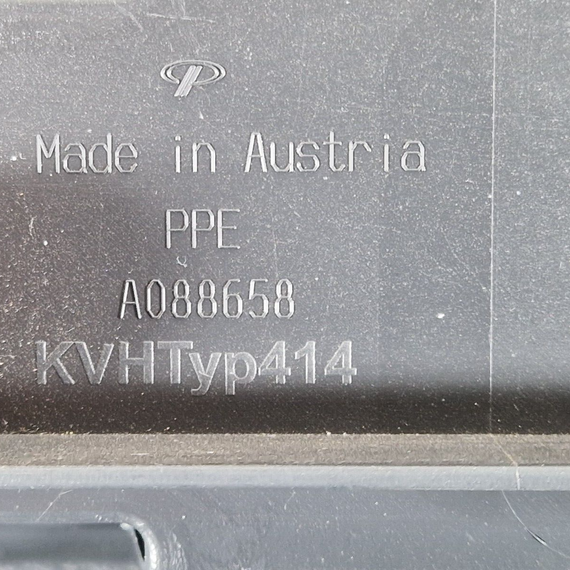 Made in Austria
PPE
A088658
KVHTyp414